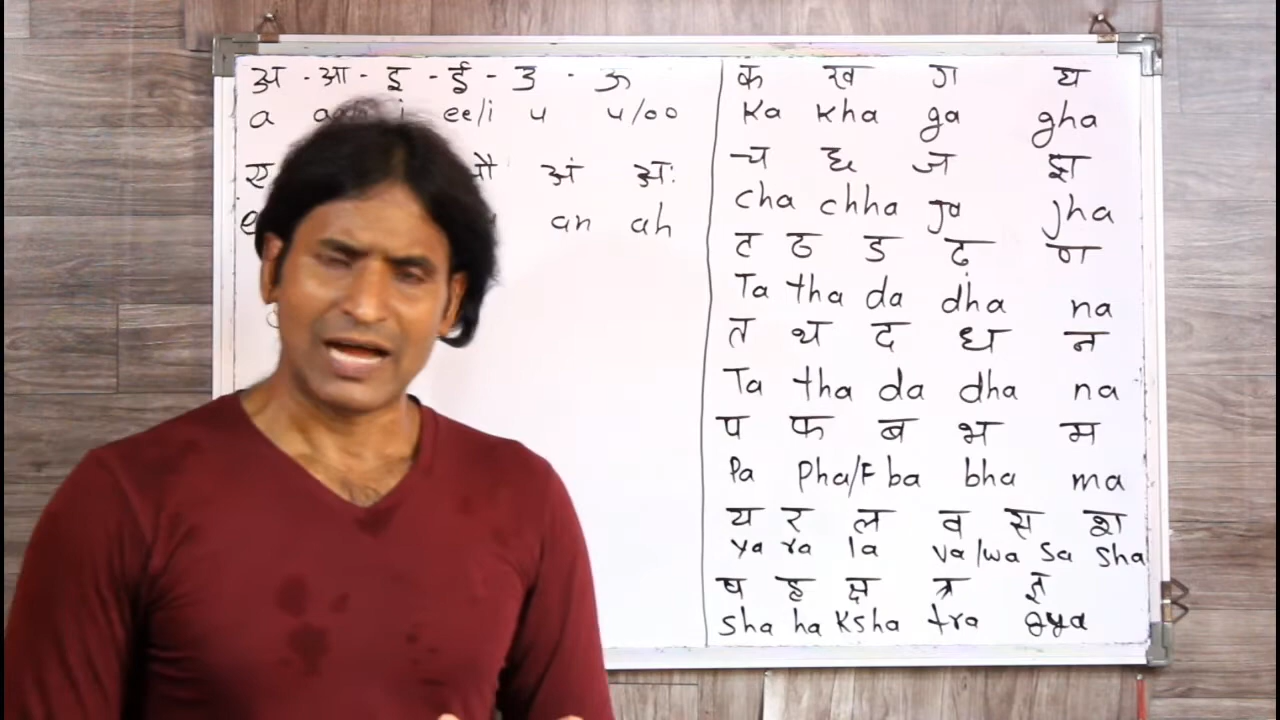 अ - आ - इ - ई - उ - ऊ
a i ee/i u u/oo
ए औ अं अः
an ah
क ख ग घ
Ka kha ga gha
च छ ज झ
cha chha ja jha
ट ठ ड ढ ण
Ta tha da dha na
त थ द ध न
Ta tha da dha na
प फ ब भ म
Pa Pha/F ba bha ma
य र ल व स श
ya ra la va/wa sa sha
ष ह क्ष त्र ज्ञ
sha ha Ksha tra gya